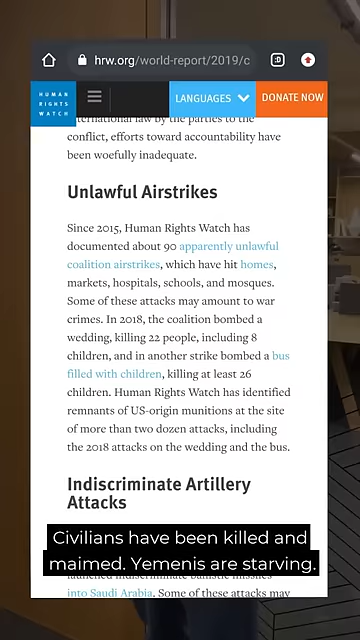 hrw.org/world-report/2019/c
:D
HUMAN
RIGHTS
WATCH
LANGUAGES
DONATE NOW
international law by the parties to the
conflict, efforts toward accountability have
been woefully inadequate.
Unlawful Airstrikes
Since 2015, Human Rights Watch has
documented about 90 apparently unlawful
coalition airstrikes, which have hit homes,
markets, hospitals, schools, and mosques.
Some of these attacks may amount to war
crimes. In 2018, the coalition bombed a
wedding, killing 22 people, including 8
children, and in another strike bombed a bus
filled with children, killing at least 26
children. Human Rights Watch has identified
remnants of US-origin munitions at the site
of more than two dozen attacks, including
the 2018 attacks on the wedding and the bus.
Indiscriminate Artillery
Attacks
Civilians have been killed and
maimed. Yemenis are starving.
launched indiscriminate ballistic missiles
into Saudi Arabia. Some of these attacks may